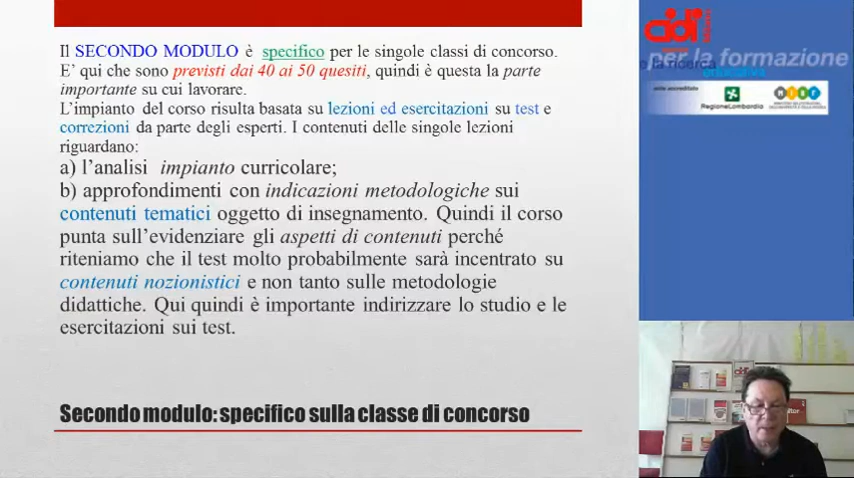 Il SECONDO MODULO è specifico per le singole classi di concorso.
E' qui che sono previsti dai 40 ai 50 quesiti, quindi è questa la parte
importante su cui lavorare.
L'impianto del corso risulta basata su lezioni ed esercitazioni su test e
correzioni da parte degli esperti. I contenuti delle singole lezioni
riguardano:
a) l'analisi impianto curricolare;
b) approfondimenti con indicazioni metodologiche sui
contenuti tematici oggetto di insegnamento. Quindi il corso
punta sull'evidenziare gli aspetti di contenuti perché
riteniamo che il test molto probabilmente sarà incentrato su
contenuti nozionistici e non tanto sulle metodologie
didattiche. Qui quindi è importante indirizzare lo studio e le
esercitazioni sui test.
Secondo modulo: specifico sulla classe di concorso
per la formazione
e la ricerca
RegioneLombardia